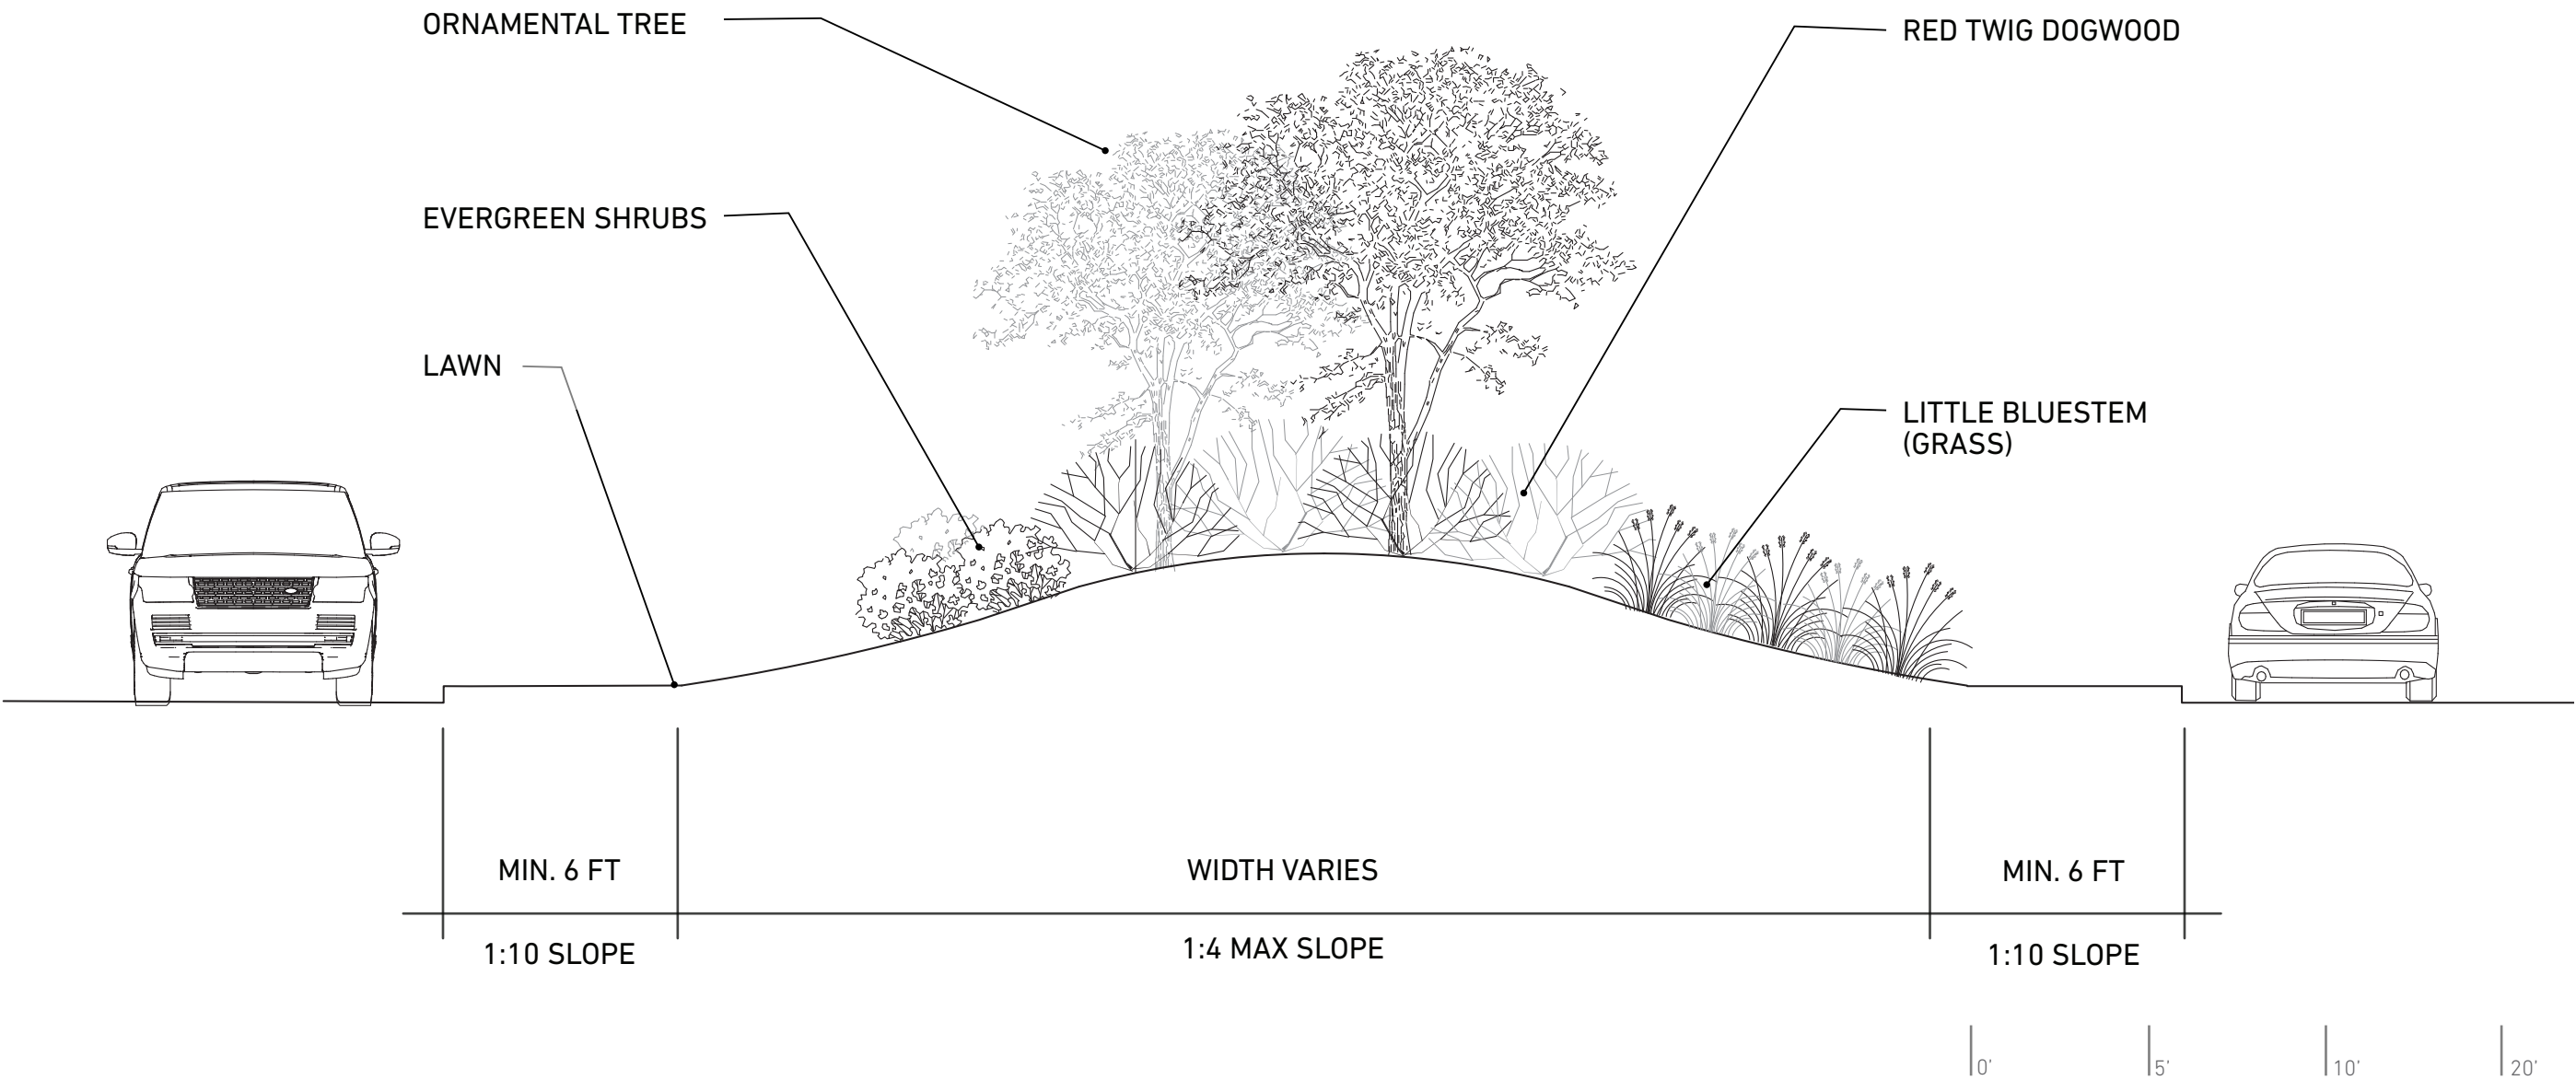 ORNAMENTAL TREE
RED TWIG DOGWOOD
EVERGREEN SHRUBS
LAWN
LITTLE BLUESTEM
(GRASS)
MIN. 6 FT
WIDTH VARIES
MIN. 6 FT
1:10 SLOPE
1:4 MAX SLOPE
1:10 SLOPE
0'
5'
10'
20'